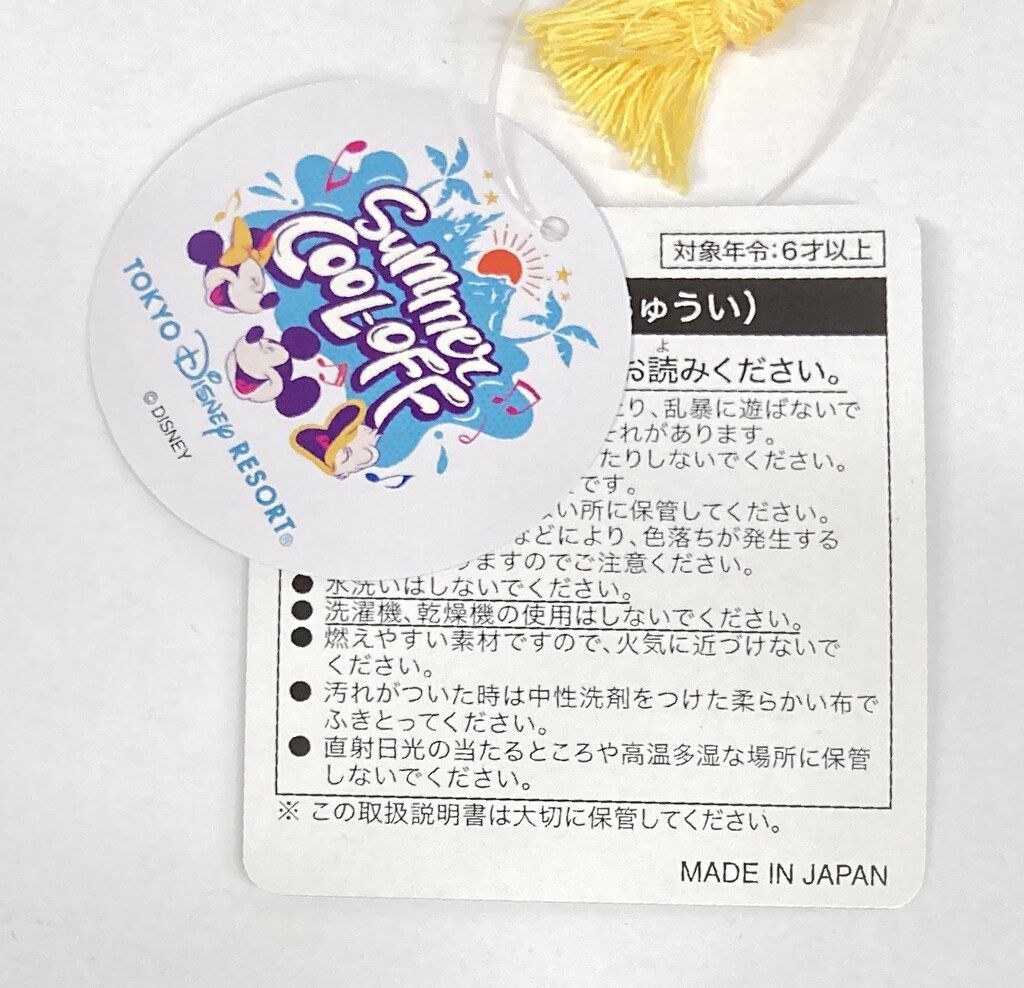 Summer
Cool-Off
TOKYO Disney RESORT®
©DISNEY
対象年令:6才以上
ゅうい)
よ
お読みください。
り、乱暴に遊ばないで
それがあります。
たりしないでください。
です。
い所に保管してください。
などにより、色落ちが発生する
りますのでご注意ください。
● 水洗いはしないでください。
● 洗濯機、乾燥機の使用はしないでください。
● 燃えやすい素材ですので、火気に近づけないで
ください。
● 汚れがついた時は中性洗剤をつけた柔らかい布で
ふきとってください。
● 直射日光の当たるところや高温多湿な場所に保管
しないでください。
※ この取扱説明書は大切に保管してください。
MADE IN JAPAN